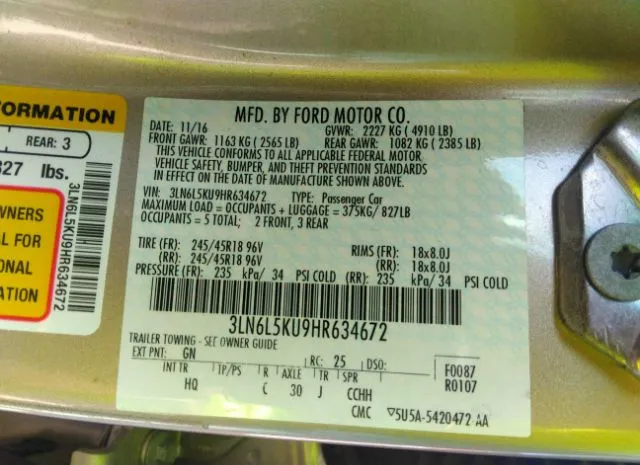 FORMATION
REAR: 3
827 lbs.
WNERS
AL FOR
ONAL
ION
3LN6L5KU9HR634672
MFD. BY FORD MOTOR CO.
DATE: 11/16 GVWR: 2227 KG ( 4910 LB)
FRONT GAWR: 1163 KG ( 2565 LB) REAR GAWR: 1082 KG ( 2385 LB)
THIS VEHICLE CONFORMS TO ALL APPLICABLE FEDERAL MOTOR
VEHICLE SAFETY, BUMPER, AND THEFT PREVENTION STANDARDS
IN EFFECT ON THE DATE OF MANUFACTURE SHOWN ABOVE.
VIN: 3LN6L5KU9HR634672 TYPE: Passenger Car
MAXIMUM LOAD = OCCUPANTS + LUGGAGE = 375KG/ 827LB
OCCUPANTS = 5 TOTAL; 2 FRONT, 3 REAR
TIRE (FR): 245/45R18 96V RIMS (FR): 18x8.0J
(RR): 245/45R18 96V (RR): 18x8.0J
PRESSURE (FR): 235 kPa/ 34 PSI COLD (RR): 235 kPa/ 34 PSI COLD
3LN6L5KU9HR634672
TRAILER TOWING - SEE OWNER GUIDE
EXT PNT: GN RC: 25 DSO: F0087
INT TR TP/PS R AXLE TR SPR R0107
HQ C 30 J CCHH
CMC ▽5U5A-5420472-AA